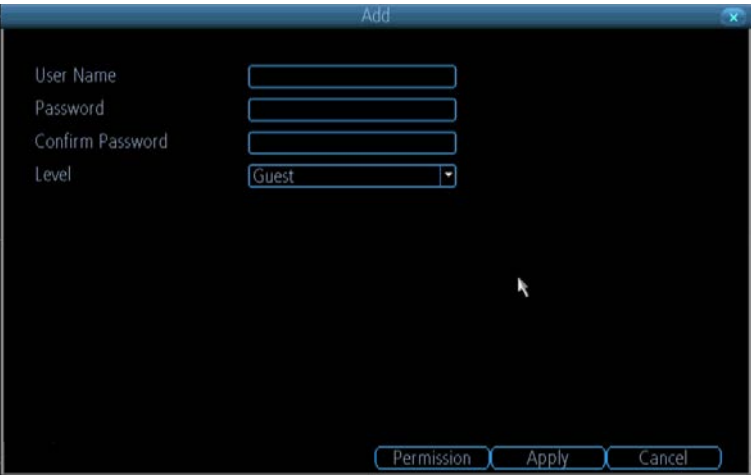 Add
User Name
Password
Confirm Password
Level Guest
Permission Apply Cancel